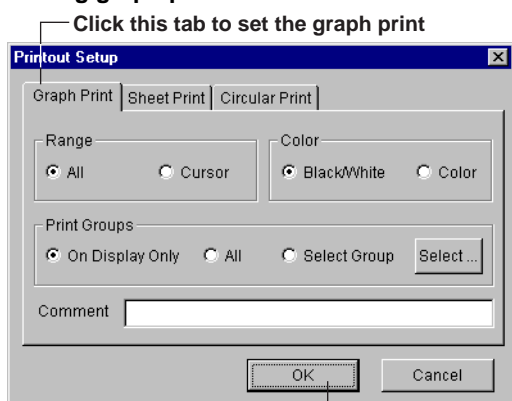 Click this tab to set the graph print
Printout Setup
Graph Print Sheet Print Circular Print
Range Color
All Cursor Black/White Color
Print Groups
On Display Only All Select Group Select ...
Comment
OK Cancel